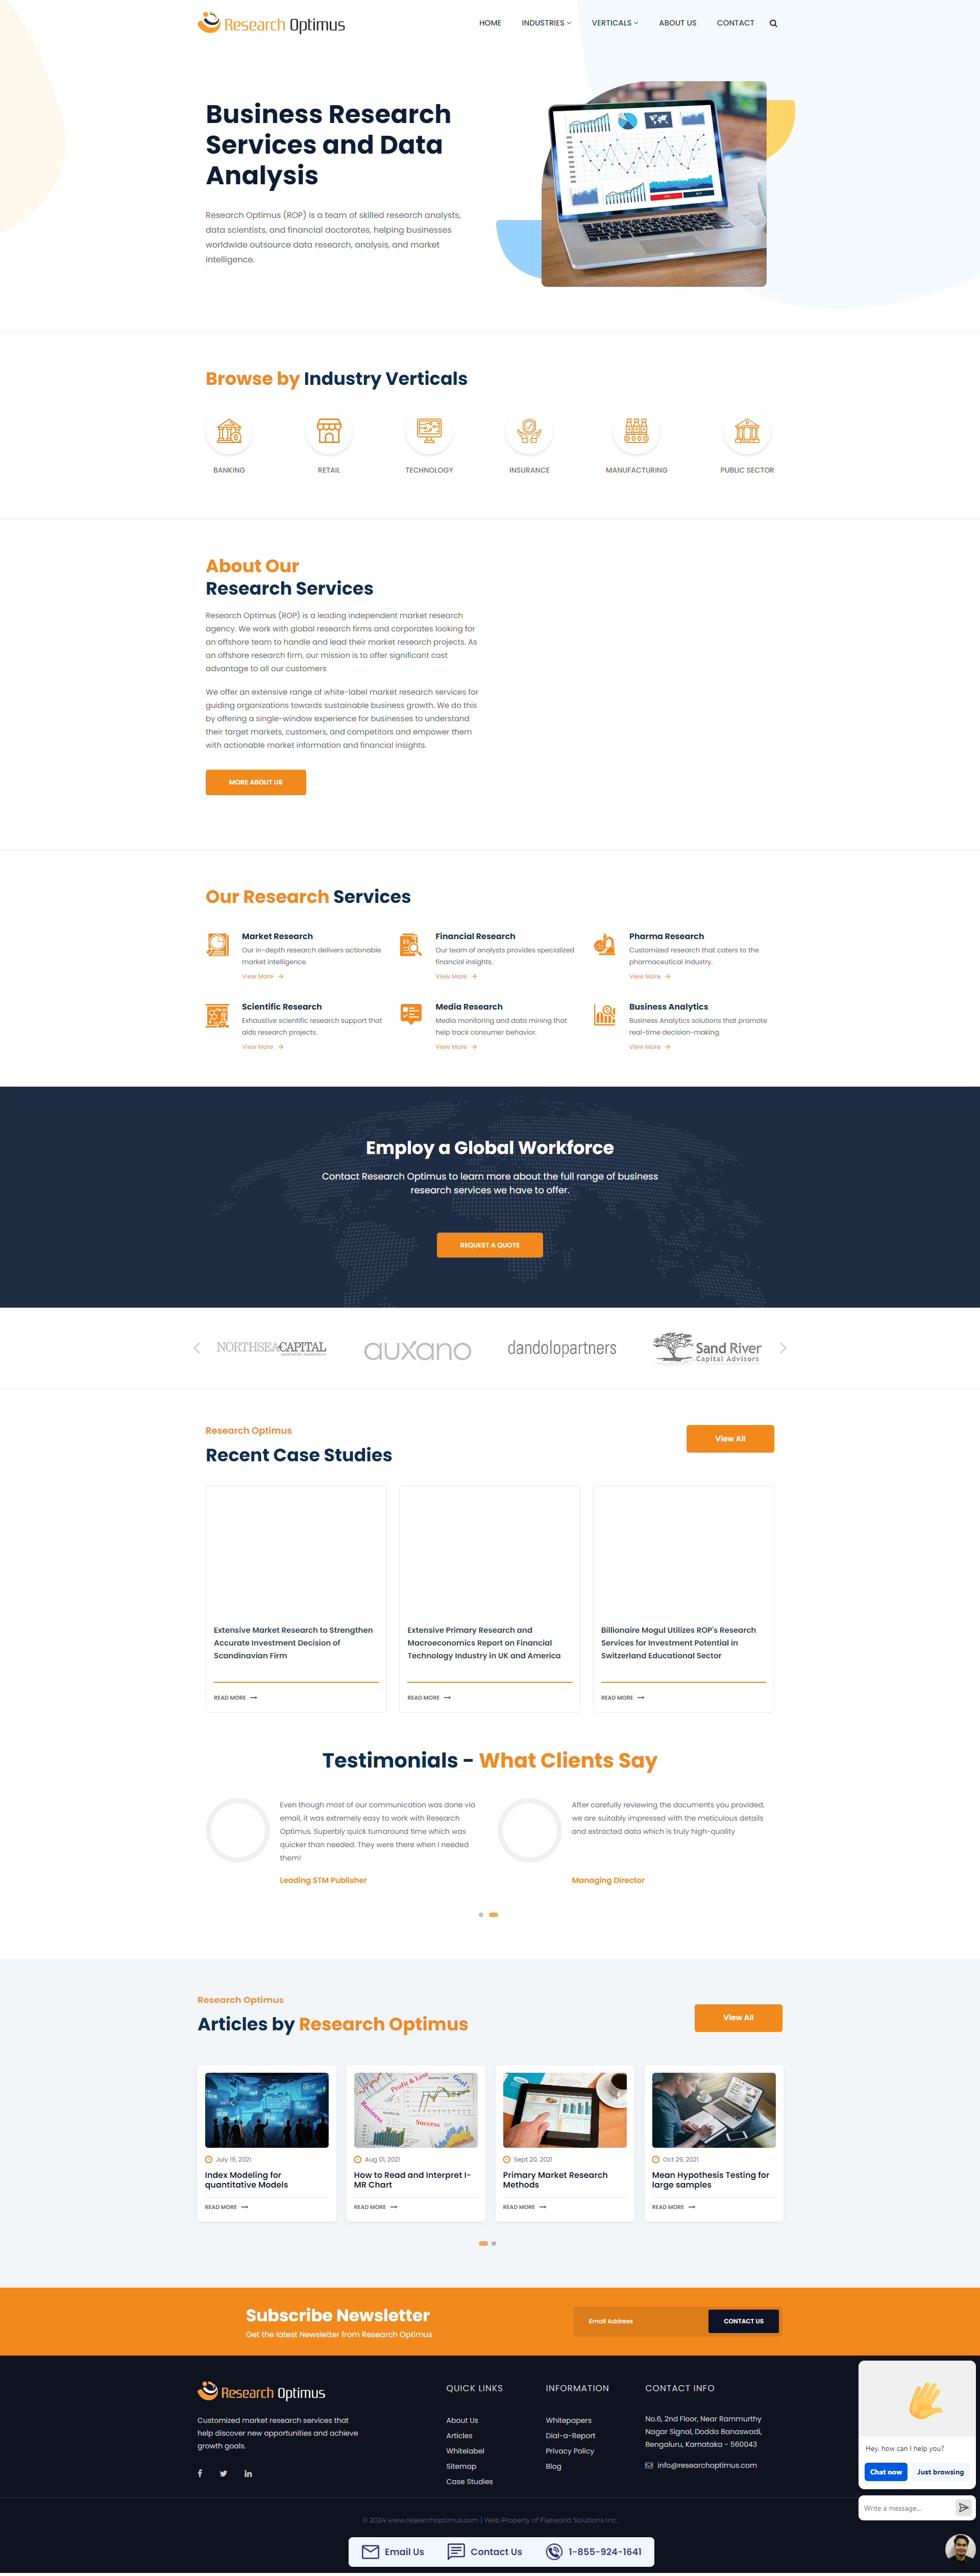 Research Optimus
HOME
INDUSTRIES
VERTICALS
ABOUT US
CONTACT
Business Research
Services and Data
Analysis
Research Optimus (ROP) is a team of skilled research analysts,
data scientists, and financial doctorates, helping businesses
worldwide outsource data research, analysis, and market
intelligence.
Browse by Industry Verticals
BANKING
RETAIL
TECHNOLOGY
INSURANCE
MANUFACTURING
PUBLIC SECTOR
About Our
Research Services
Research Optimus (ROP) is a leading independent market research
agency. We work with global research firms and corporates looking for
an offshore team to handle and lead their market research projects. As
an offshore research firm, our mission is to offer significant cost
advantage to all our customers
We offer an extensive range of white-label market research services for
guiding organizations towards sustainable business growth. We do this
by offering a single-window experience for businesses to understand
their target markets, customers, and competitors and empower them
with actionable market information and financial insights.
MORE ABOUT US
Our Research Services
Market Research
Our in-depth research delivers actionable
market intelligence.
View More
Financial Research
Our team of analysts provides specialized
financial insights.
View More
Pharma Research
Customized research that caters to the
pharmaceutical industry.
View More
Scientific Research
Exhaustive scientific research support that
aids research projects.
View More
Media Research
Media monitoring and data mining that
help track consumer behavior.
View More
Business Analytics
Business Analytics solutions that promote
real-time decision-making.
View More
Employ a Global Workforce
Contact Research Optimus to learn more about the full range of business
research services we have to offer.
REQUEST A QUOTE
NORTHSEA CAPITAL
auxano
dandolopartners
Sand River
Capital Advisors
Research Optimus
Recent Case Studies
View All
Extensive Market Research to Strengthen
Accurate Investment Decision of
Scandinavian Firm
READ MORE
Extensive Primary Research and
Macroeconomics Report on Financial
Technology Industry in UK and America
READ MORE
Billionaire Mogul Utilizes ROP's Research
Services for Investment Potential in
Switzerland Educational Sector
READ MORE
Testimonials - What Clients Say
Even though most of our communication was done via
email, it was extremely easy to work with Research
Optimus. Superbly quick turnaround time which was
quicker than needed. They were there when I needed
them!
Leading STM Publisher
After carefully reviewing the documents you provided,
we are suitably impressed with the meticulous details
and extracted data which is truly high-quality
Managing Director
Research Optimus
Articles by Research Optimus
View All
July 19, 2021
Index Modeling for
quantitative Models
READ MORE
Profit & Loss
Goal
Business
Success
Aug 01, 2021
How to Read and Interpret I-
MR Chart
READ MORE
Sept 20, 2021
Primary Market Research
Methods
READ MORE
Oct 29, 2021
Mean Hypothesis Testing for
large samples
READ MORE
Subscribe Newsletter
Get the latest Newsletter from Research Optimus
Email Address
CONTACT US
Research Optimus
Customized market research services that
help discover new opportunities and achieve
growth goals.
QUICK LINKS
About Us
Articles
Whitelabel
Sitemap
Case Studies
INFORMATION
Whitepapers
Dial-a-Report
Privacy Policy
Blog
CONTACT INFO
No.6, 2nd Floor, Near Rammurthy
Nagar Signal, Dodda Banaswadi,
Bengaluru, Karnataka - 560043
info@researchoptimus.com
Hey, how can I help you?
Chat now
Just browsing
Write a message...
© 2024 www.researchoptimus.com | Web Property of Flatworld Solutions Inc.
Email Us
Contact Us
1-855-924-1641